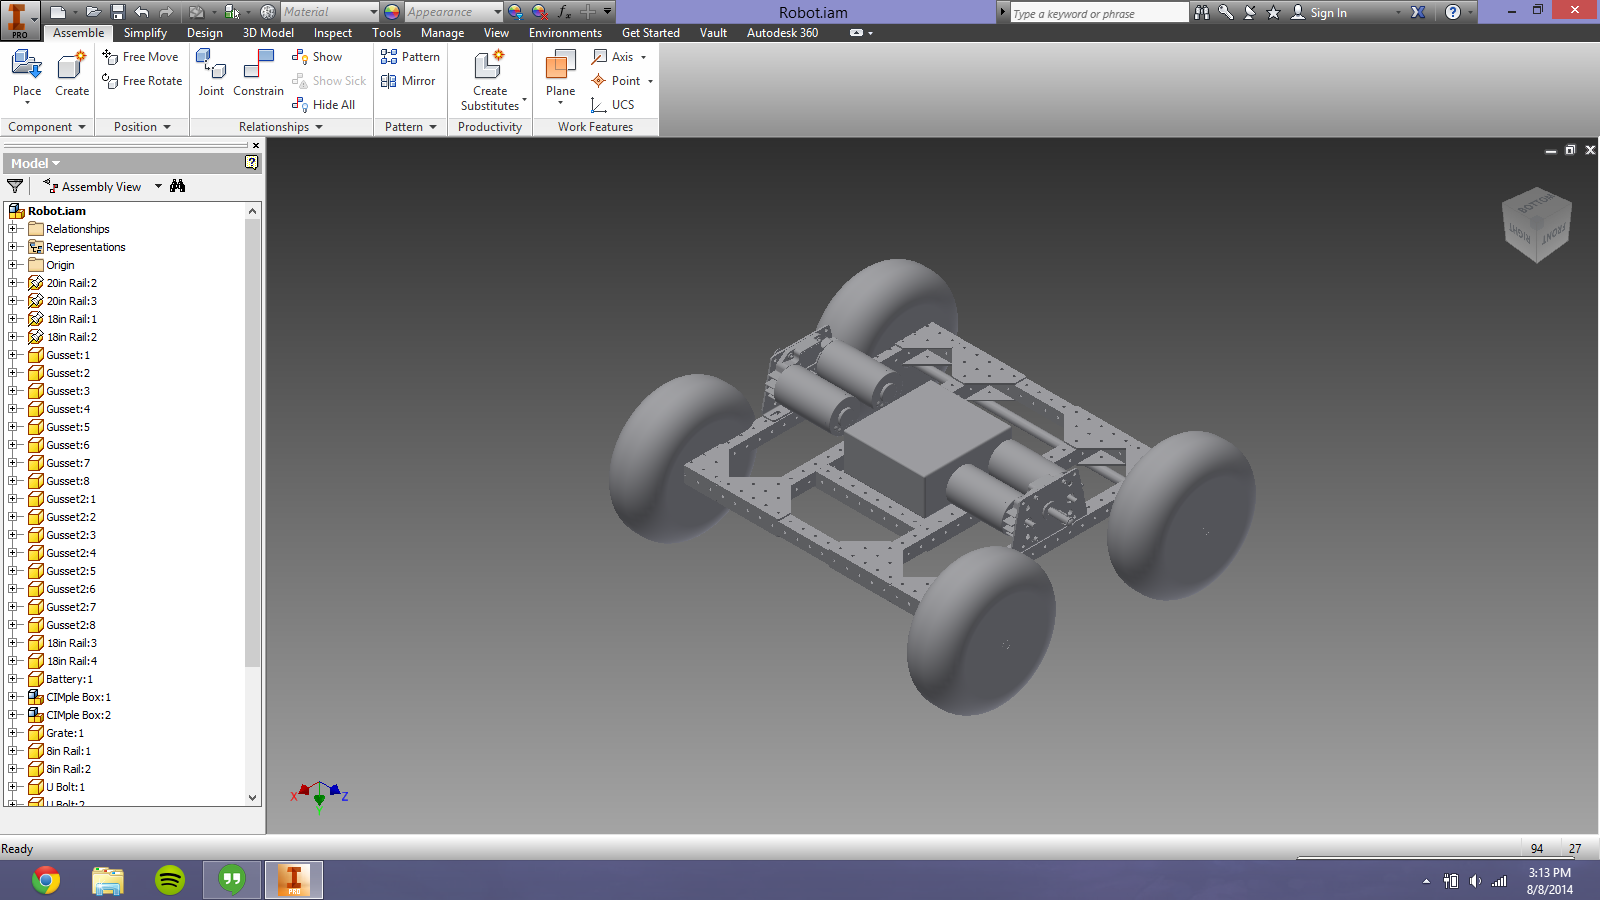 Material
Appearance
Robot.iam
Type a keyword or phrase
Sign In
PRO
Assemble Simplify Design 3D Model Inspect Tools Manage View Environments Get Started Vault Autodesk 360
Place
Create
Free Move
Free Rotate
Joint
Constrain
Show
Show Sick
Hide All
Pattern
Mirror
Create
Substitutes
Plane
Axis
Point
UCS
Component Position Relationships Pattern Productivity Work Features
Model
Assembly View
Robot.iam
Relationships
Representations
Origin
20in Rail:2
20in Rail:3
18in Rail:1
18in Rail:2
Gusset:1
Gusset:2
Gusset:3
Gusset:4
Gusset:5
Gusset:6
Gusset:7
Gusset:8
Gusset2:1
Gusset2:2
Gusset2:3
Gusset2:4
Gusset2:5
Gusset2:6
Gusset2:7
Gusset2:8
18in Rail:3
18in Rail:4
Battery:1
CIMple Box:1
CIMple Box:2
Grate:1
8in Rail:1
8in Rail:2
U Bolt:1
U Bolt:2
BOTTOM
RIGHT
FRONT
X
Z
Ready
94 27
PRO
3:13 PM
8/8/2014